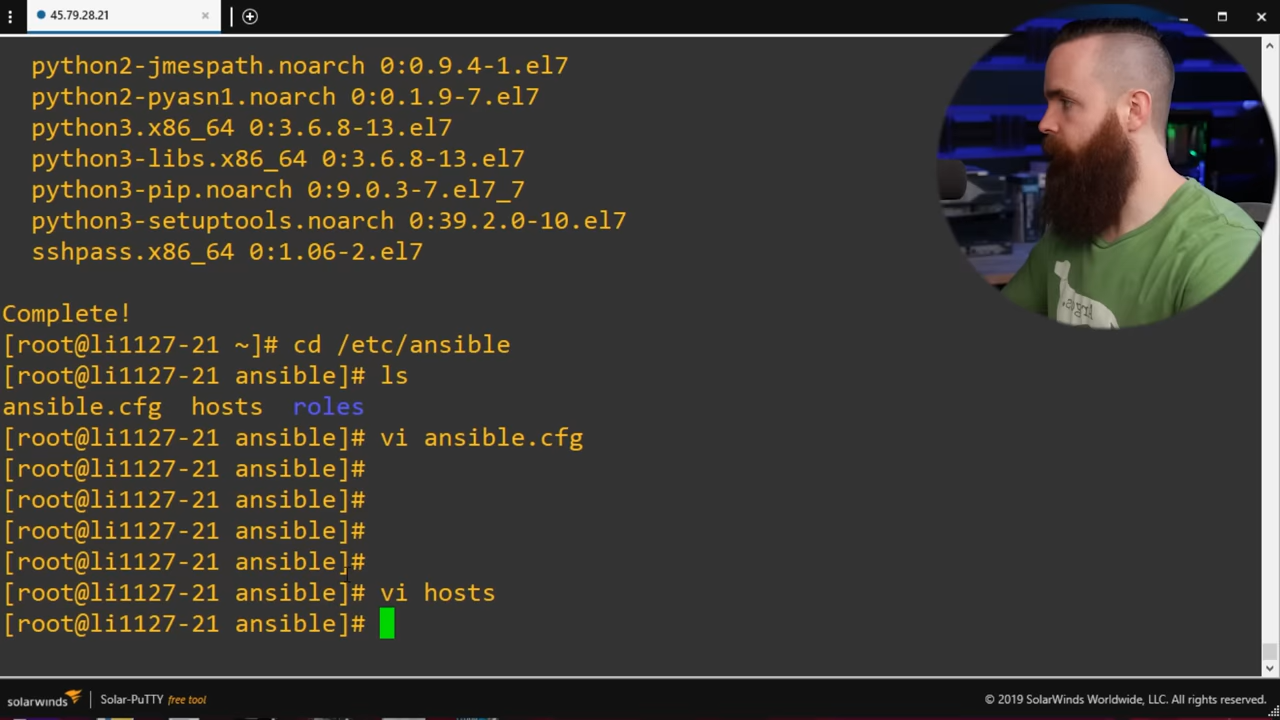 45.79.28.21
python2-jmespath.noarch 0:0.9.4-1.el7
python2-pyasn1.noarch 0:0.1.9-7.el7
python3.x86_64 0:3.6.8-13.el7
python3-libs.x86_64 0:3.6.8-13.el7
python3-pip.noarch 0:9.0.3-7.el7_7
python3-setuptools.noarch 0:39.2.0-10.el7
sshpass.x86_64 0:1.06-2.el7
Complete!
[root@li1127-21 ~]# cd /etc/ansible
[root@li1127-21 ansible]# ls
ansible.cfg hosts roles
[root@li1127-21 ansible]# vi ansible.cfg
[root@li1127-21 ansible]#
[root@li1127-21 ansible]#
[root@li1127-21 ansible]#
[root@li1127-21 ansible]#
[root@li1127-21 ansible]# vi hosts
[root@li1127-21 ansible]#
solarwinds Solar-PuTTY free tool © 2019 SolarWinds Worldwide, LLC. All rights reserved.